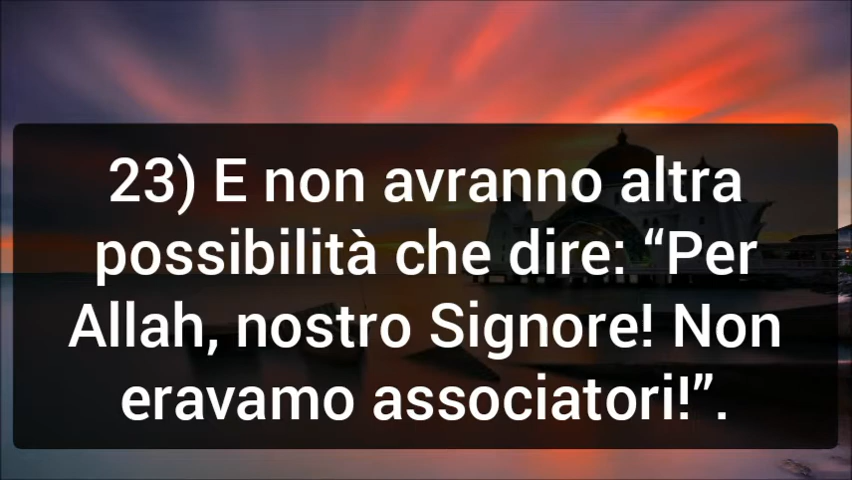 23) E non avranno altra
possibilità che dire: “Per
Allah, nostro Signore! Non
eravamo associatori!”.